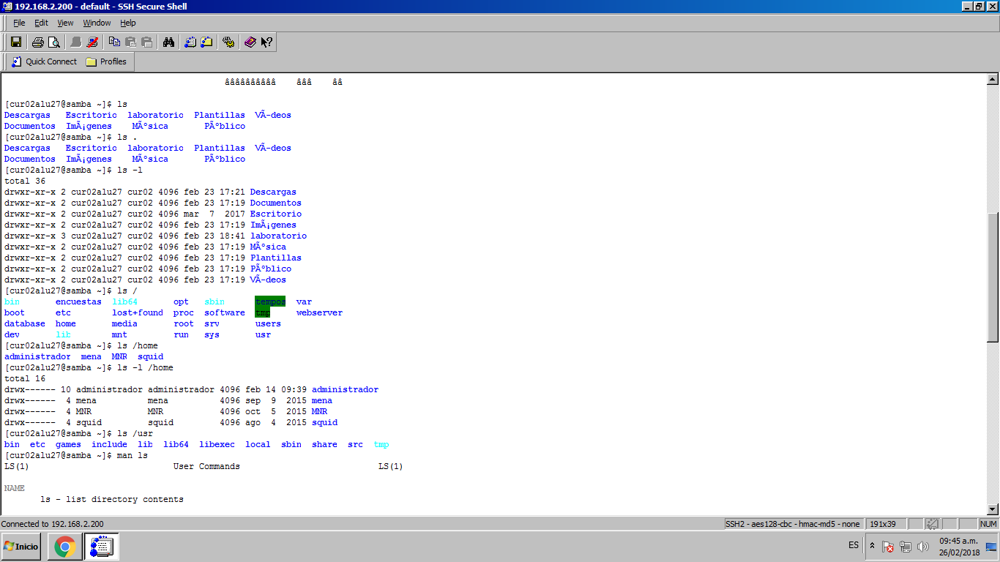 192.168.2.200 - default - SSH Secure Shell
File Edit View Window Help
Quick Connect Profiles
ââââââââââ    âââ    ââ
[cur02alu27@samba ~]$ ls
Descargas   Escritorio  laboratorio  Plantillas  VÃ-deos
Documentos  ImÃ¡genes    MÃºsica       PÃºblico
[cur02alu27@samba ~]$ ls .
Descargas   Escritorio  laboratorio  Plantillas  VÃ-deos
Documentos  ImÃ¡genes    MÃºsica       PÃºblico
[cur02alu27@samba ~]$ ls -l
total 36
drwxr-xr-x 2 cur02alu27 cur02 4096 feb 23 17:21 Descargas
drwxr-xr-x 2 cur02alu27 cur02 4096 feb 23 17:19 Documentos
drwxr-xr-x 2 cur02alu27 cur02 4096 mar  7  2017 Escritorio
drwxr-xr-x 2 cur02alu27 cur02 4096 feb 23 17:19 ImÃ¡genes
drwxr-xr-x 3 cur02alu27 cur02 4096 feb 23 18:41 laboratorio
drwxr-xr-x 2 cur02alu27 cur02 4096 feb 23 17:19 MÃºsica
drwxr-xr-x 2 cur02alu27 cur02 4096 feb 23 17:19 Plantillas
drwxr-xr-x 2 cur02alu27 cur02 4096 feb 23 17:19 PÃºblico
drwxr-xr-x 2 cur02alu27 cur02 4096 feb 23 17:19 VÃ-deos
[cur02alu27@samba ~]$ ls /
bin       encuestas  lib64       opt   sbin      tempos  var
boot      etc        lost+found  proc  software  tmp     webserver
database  home       media       root  srv       users
dev       lib        mnt         run   sys       usr
[cur02alu27@samba ~]$ ls /home
administrador  mena  MNR  squid
[cur02alu27@samba ~]$ ls -l /home
total 16
drwx------ 10 administrador administrador 4096 feb 14 09:39 administrador
drwx------  4 mena          mena          4096 sep  9  2015 mena
drwx------  4 MNR           MNR           4096 oct  5  2015 MNR
drwx------  4 squid         squid         4096 ago  4  2015 squid
[cur02alu27@samba ~]$ ls /usr
bin  etc  games  include  lib  lib64  libexec  local  sbin  share  src  tmp
[cur02alu27@samba ~]$ man ls
LS(1)                            User Commands                           LS(1)
NAME
ls - list directory contents
Connected to 192.168.2.200 SSH2 - aes128-cbc - hmac-md5 - none 191x39 NUM
Inicio ES 09:45 a.m.
26/02/2018